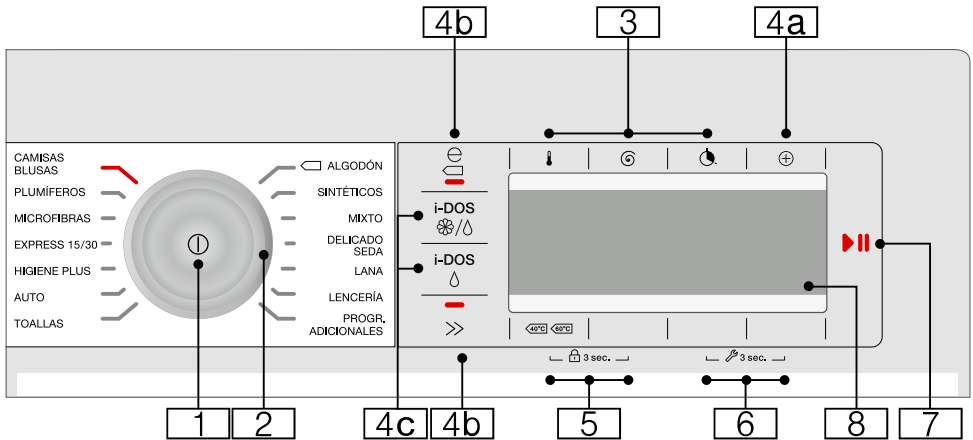 4b
3
4a
CAMISAS
BLUSAS
PLUMÍFEROS
MICROFIBRAS
EXPRESS 15/30
HIGIENE PLUS
AUTO
TOALLAS
ALGODÓN
SINTÉTICOS
MIXTO
DELICADO
SEDA
LANA
LENCERÍA
PROGR.
ADICIONALES
e
i-DOS
/
i-DOS
40°C 60°C
3 sec.
3 sec.
1
2
4c
4b
5
6
8
7